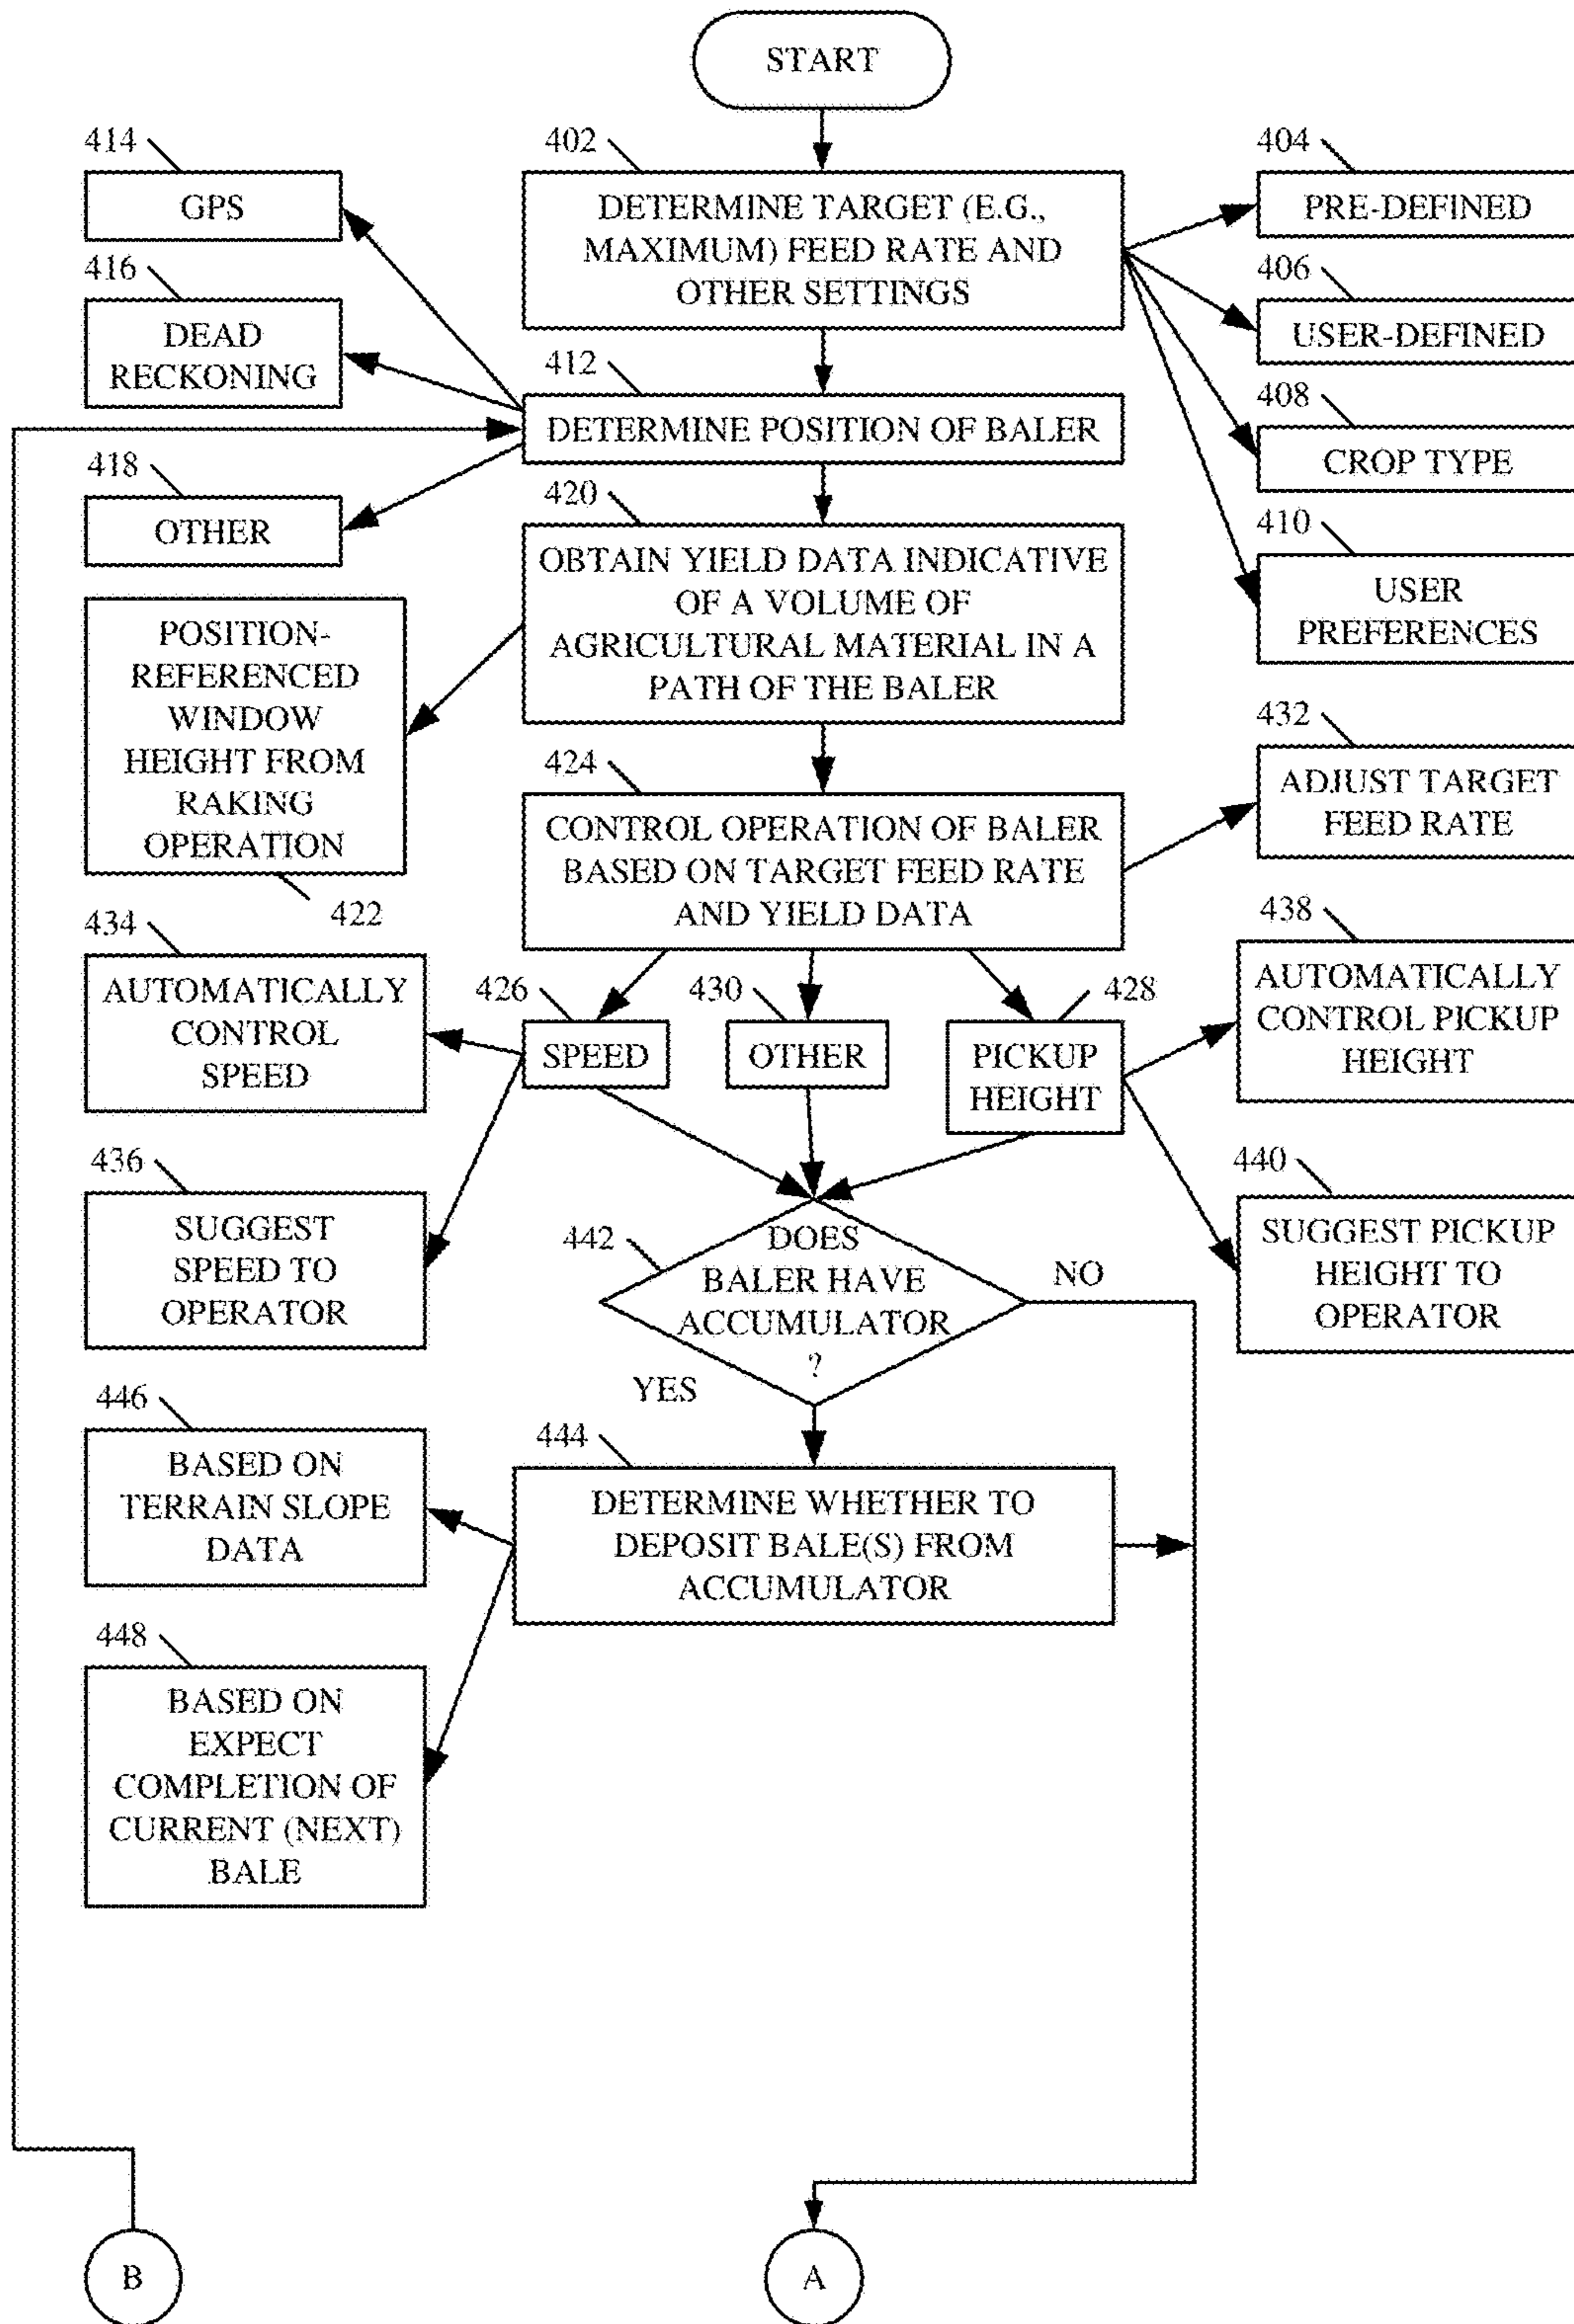 START
414
402
404
GPS
DETERMINE TARGET (E.G.,
MAXIMUM) FEED RATE AND
OTHER SETTINGS
PRE-DEFINED
416
406
DEAD
RECKONING
USER-DEFINED
412
408
DETERMINE POSITION OF BALER
CROP TYPE
418
420
410
OTHER
OBTAIN YIELD DATA INDICATIVE
OF A VOLUME OF
AGRICULTURAL MATERIAL IN A
PATH OF THE BALER
USER
PREFERENCES
POSITION-
REFERENCED
WINDOW
HEIGHT FROM
RAKING
OPERATION
422
432
424
ADJUST TARGET
FEED RATE
CONTROL OPERATION OF BALER
BASED ON TARGET FEED RATE
AND YIELD DATA
434
438
AUTOMATICALLY
CONTROL
SPEED
426
430
428
AUTOMATICALLY
CONTROL PICKUP
HEIGHT
SPEED
OTHER
PICKUP
HEIGHT
436
440
SUGGEST
SPEED TO
OPERATOR
442
DOES
BALER HAVE
ACCUMULATOR
?
NO
YES
SUGGEST PICKUP
HEIGHT TO
OPERATOR
446
444
BASED ON
TERRAIN SLOPE
DATA
DETERMINE WHETHER TO
DEPOSIT BALE(S) FROM
ACCUMULATOR
448
BASED ON
EXPECT
COMPLETION OF
CURRENT (NEXT)
BALE
B
A